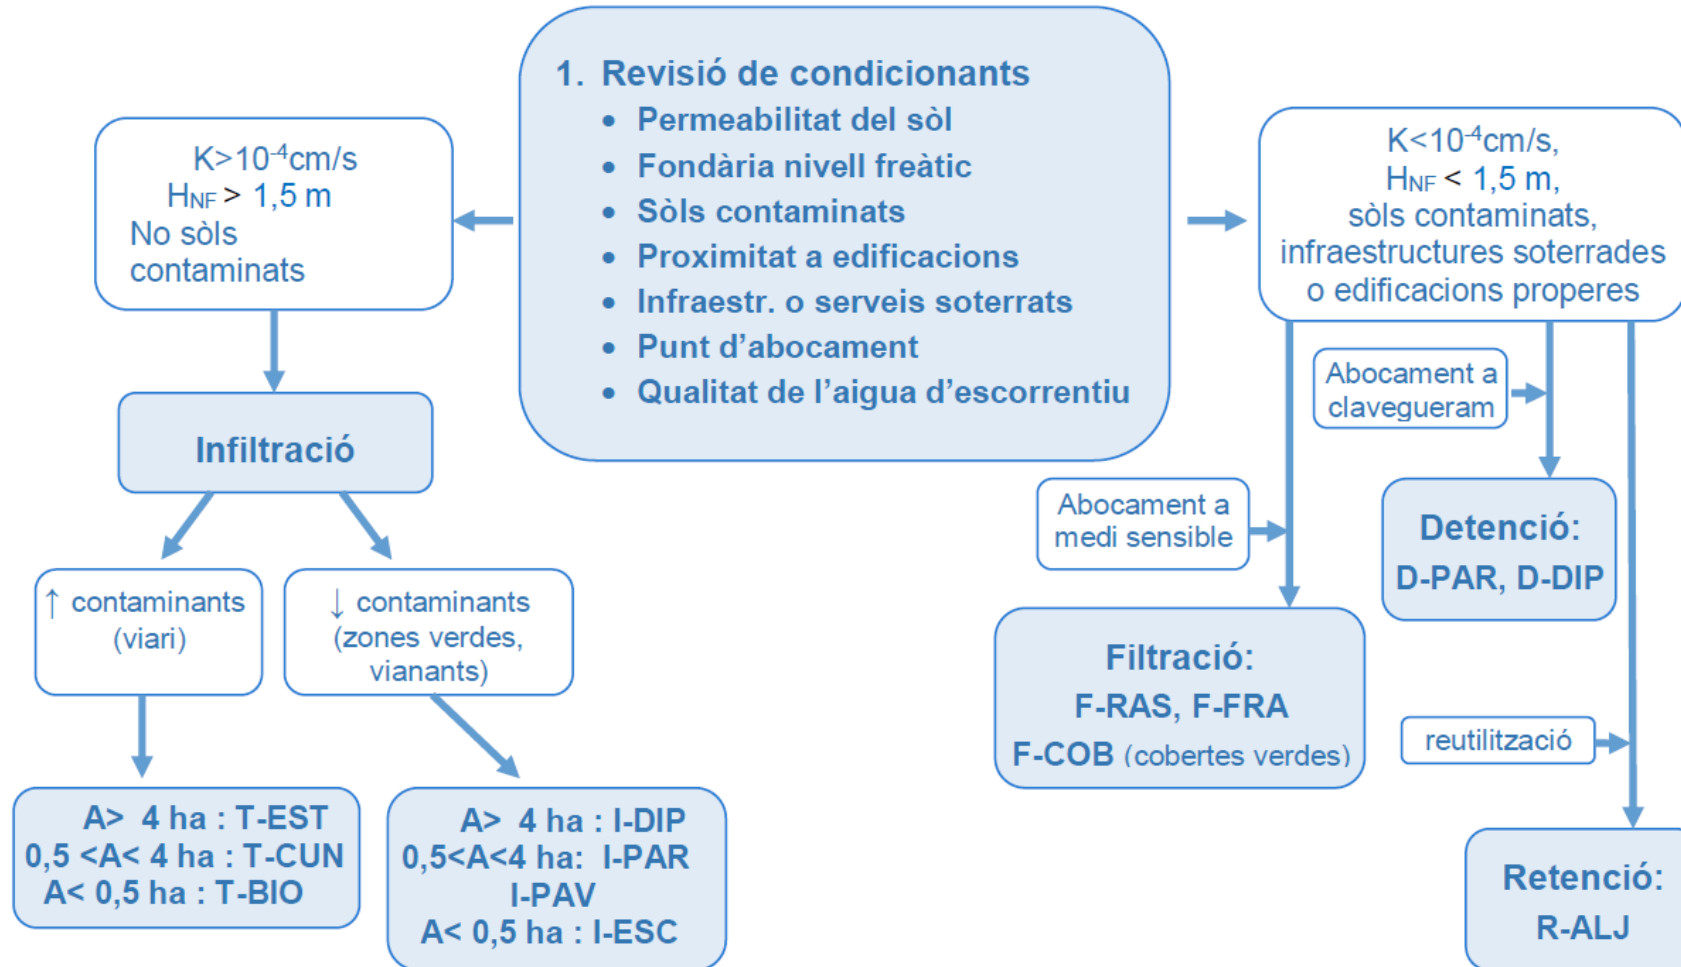 1. Revisió de condicionants
• Permeabilitat del sòl
• Fondària nivell freàtic
• Sòls contaminats
• Proximitat a edificacions
• Infraestr. o serveis soterrats
• Punt d’abocament
• Qualitat de l’aigua d’escorrentiu
K>10⁻⁴cm/s
HNF > 1,5 m
No sòls
contaminats
Infiltració
↑ contaminants
(viari)
↓ contaminants
(zones verdes,
vianants)
A> 4 ha : T-EST
0,5 <A< 4 ha : T-CUN
A< 0,5 ha : T-BIO
A> 4 ha : I-DIP
0,5<A<4 ha: I-PAR
I-PAV
A< 0,5 ha : I-ESC
K<10⁻⁴cm/s,
HNF < 1,5 m,
sòls contaminats,
infraestructures soterrades
o edificacions properes
Abocament a
clavegueram
Abocament a
medi sensible
Detenció:
D-PAR, D-DIP
Filtració:
F-RAS, F-FRA
F-COB (cobertes verdes)
reutilització
Retenció:
R-ALJ